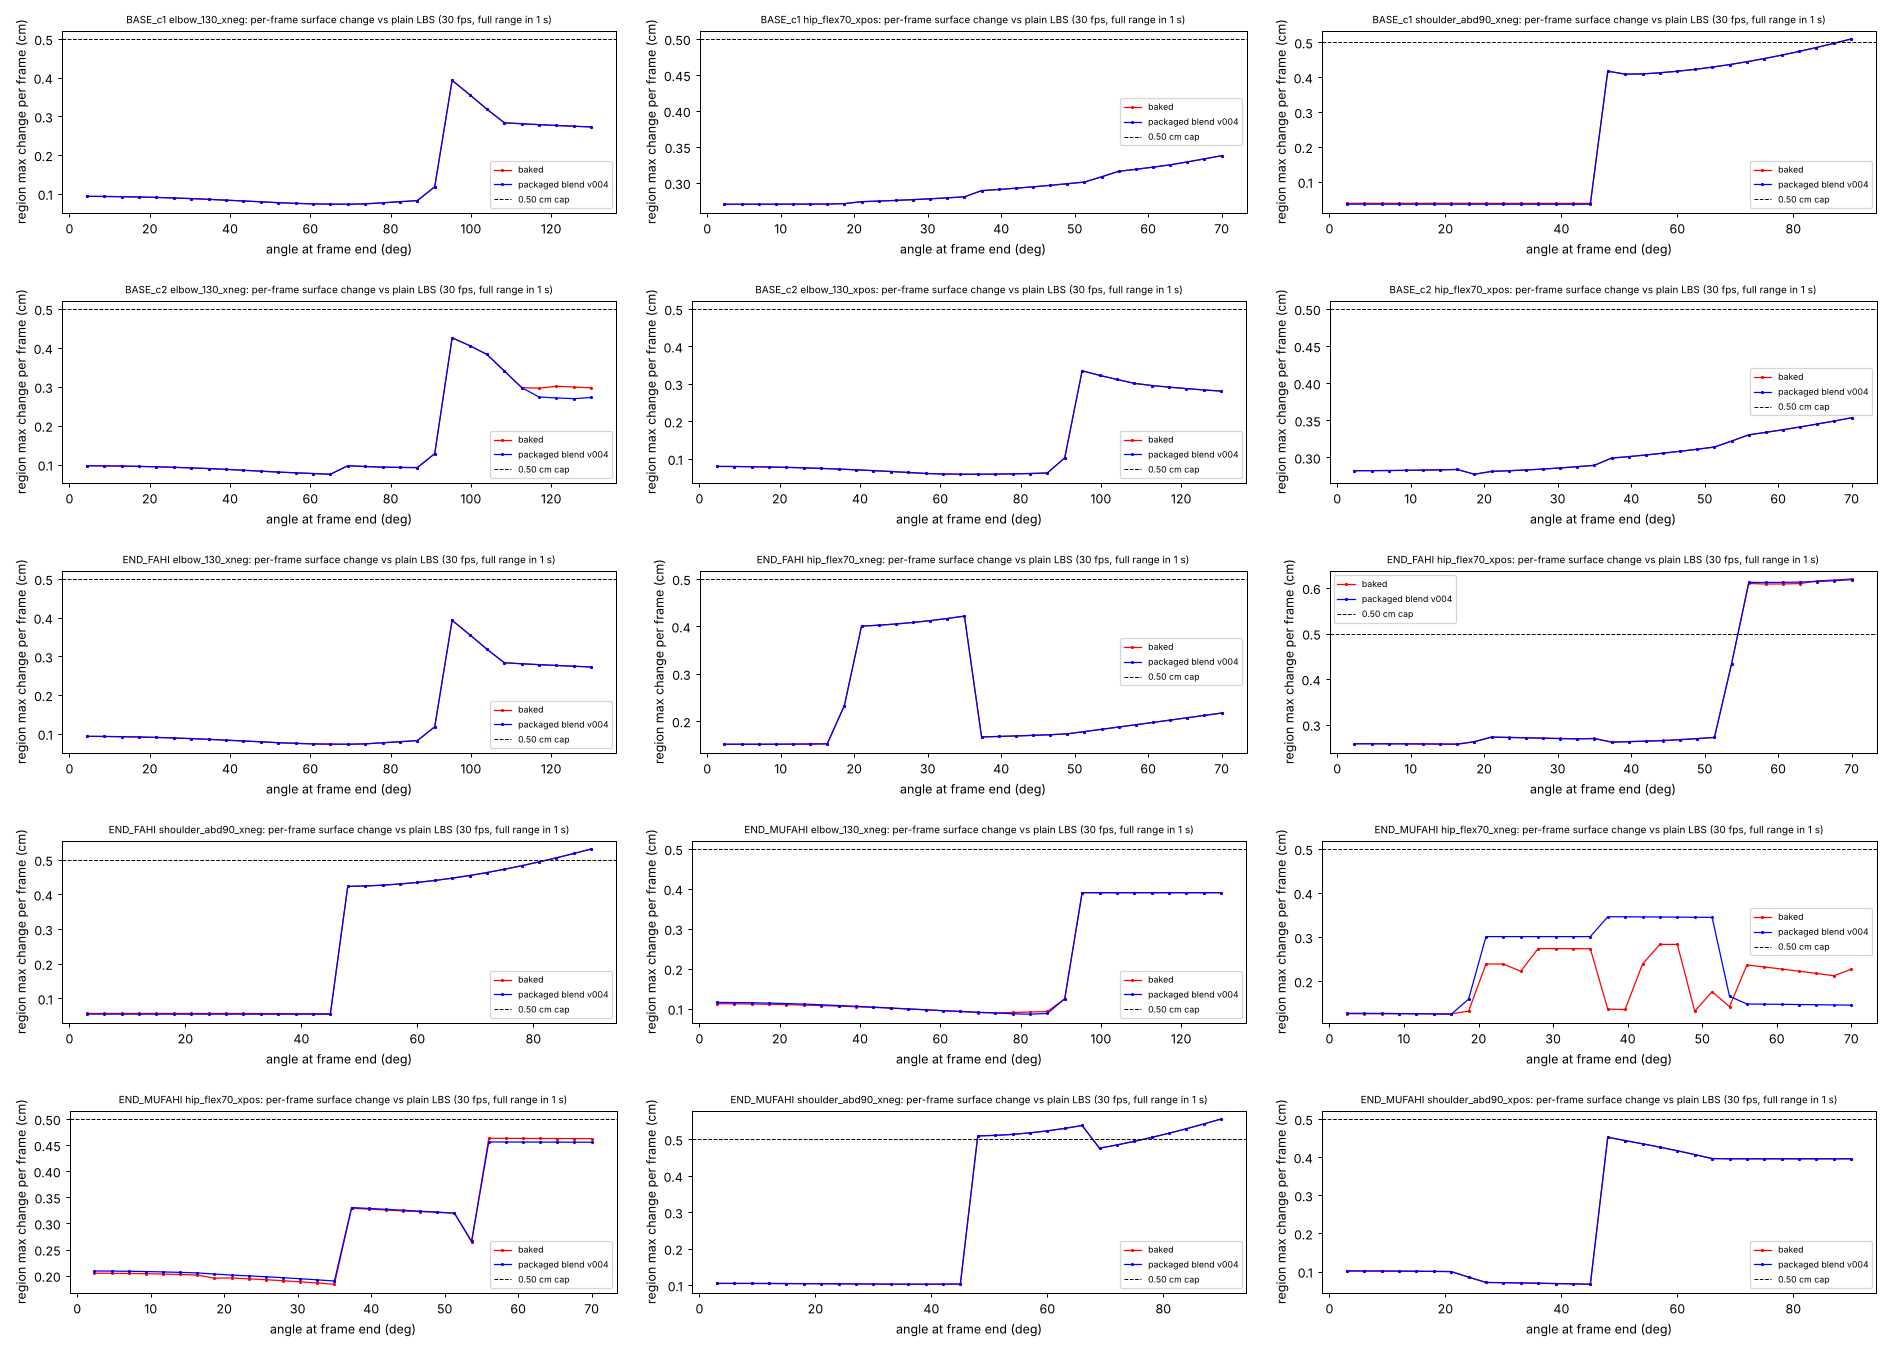 BASE_c1 elbow_130_xneg: per-frame surface change vs plain LBS (30 fps, full range in 1 s)
region max change per frame (cm)
0.5
0.4
0.3
0.2
0.1
baked
packaged blend v004
0.50 cm cap
0 20 40 60 80 100 120
angle at frame end (deg)
BASE_c1 hip_flex70_xpos: per-frame surface change vs plain LBS (30 fps, full range in 1 s)
region max change per frame (cm)
0.50
0.45
0.40
0.35
0.30
baked
packaged blend v004
0.50 cm cap
0 10 20 30 40 50 60 70
angle at frame end (deg)
BASE_c1 shoulder_abd90_xneg: per-frame surface change vs plain LBS (30 fps, full range in 1 s)
region max change per frame (cm)
0.5
0.4
0.3
0.2
0.1
baked
packaged blend v004
0.50 cm cap
0 20 40 60 80
angle at frame end (deg)
BASE_c2 elbow_130_xneg: per-frame surface change vs plain LBS (30 fps, full range in 1 s)
region max change per frame (cm)
0.5
0.4
0.3
0.2
0.1
baked
packaged blend v004
0.50 cm cap
0 20 40 60 80 100 120
angle at frame end (deg)
BASE_c2 elbow_130_xpos: per-frame surface change vs plain LBS (30 fps, full range in 1 s)
region max change per frame (cm)
0.5
0.4
0.3
0.2
0.1
baked
packaged blend v004
0.50 cm cap
0 20 40 60 80 100 120
angle at frame end (deg)
BASE_c2 hip_flex70_xpos: per-frame surface change vs plain LBS (30 fps, full range in 1 s)
region max change per frame (cm)
0.50
0.45
0.40
0.35
0.30
baked
packaged blend v004
0.50 cm cap
0 10 20 30 40 50 60 70
angle at frame end (deg)
END_FAHI elbow_130_xneg: per-frame surface change vs plain LBS (30 fps, full range in 1 s)
region max change per frame (cm)
0.5
0.4
0.3
0.2
0.1
baked
packaged blend v004
0.50 cm cap
0 20 40 60 80 100 120
angle at frame end (deg)
END_FAHI hip_flex70_xneg: per-frame surface change vs plain LBS (30 fps, full range in 1 s)
region max change per frame (cm)
0.5
0.4
0.3
0.2
baked
packaged blend v004
0.50 cm cap
0 10 20 30 40 50 60 70
angle at frame end (deg)
END_FAHI hip_flex70_xpos: per-frame surface change vs plain LBS (30 fps, full range in 1 s)
region max change per frame (cm)
0.6
0.5
0.4
0.3
baked
packaged blend v004
0.50 cm cap
0 10 20 30 40 50 60 70
angle at frame end (deg)
END_FAHI shoulder_abd90_xneg: per-frame surface change vs plain LBS (30 fps, full range in 1 s)
region max change per frame (cm)
0.5
0.4
0.3
0.2
0.1
baked
packaged blend v004
0.50 cm cap
0 20 40 60 80
angle at frame end (deg)
END_MUFAHI elbow_130_xneg: per-frame surface change vs plain LBS (30 fps, full range in 1 s)
region max change per frame (cm)
0.5
0.4
0.3
0.2
0.1
baked
packaged blend v004
0.50 cm cap
0 20 40 60 80 100 120
angle at frame end (deg)
END_MUFAHI hip_flex70_xneg: per-frame surface change vs plain LBS (30 fps, full range in 1 s)
region max change per frame (cm)
0.5
0.4
0.3
0.2
baked
packaged blend v004
0.50 cm cap
0 10 20 30 40 50 60 70
angle at frame end (deg)
END_MUFAHI hip_flex70_xpos: per-frame surface change vs plain LBS (30 fps, full range in 1 s)
region max change per frame (cm)
0.50
0.45
0.40
0.35
0.30
0.25
0.20
baked
packaged blend v004
0.50 cm cap
0 10 20 30 40 50 60 70
angle at frame end (deg)
END_MUFAHI shoulder_abd90_xneg: per-frame surface change vs plain LBS (30 fps, full range in 1 s)
region max change per frame (cm)
0.5
0.4
0.3
0.2
0.1
baked
packaged blend v004
0.50 cm cap
0 20 40 60 80
angle at frame end (deg)
END_MUFAHI shoulder_abd90_xpos: per-frame surface change vs plain LBS (30 fps, full range in 1 s)
region max change per frame (cm)
0.5
0.4
0.3
0.2
0.1
baked
packaged blend v004
0.50 cm cap
0 20 40 60 80
angle at frame end (deg)